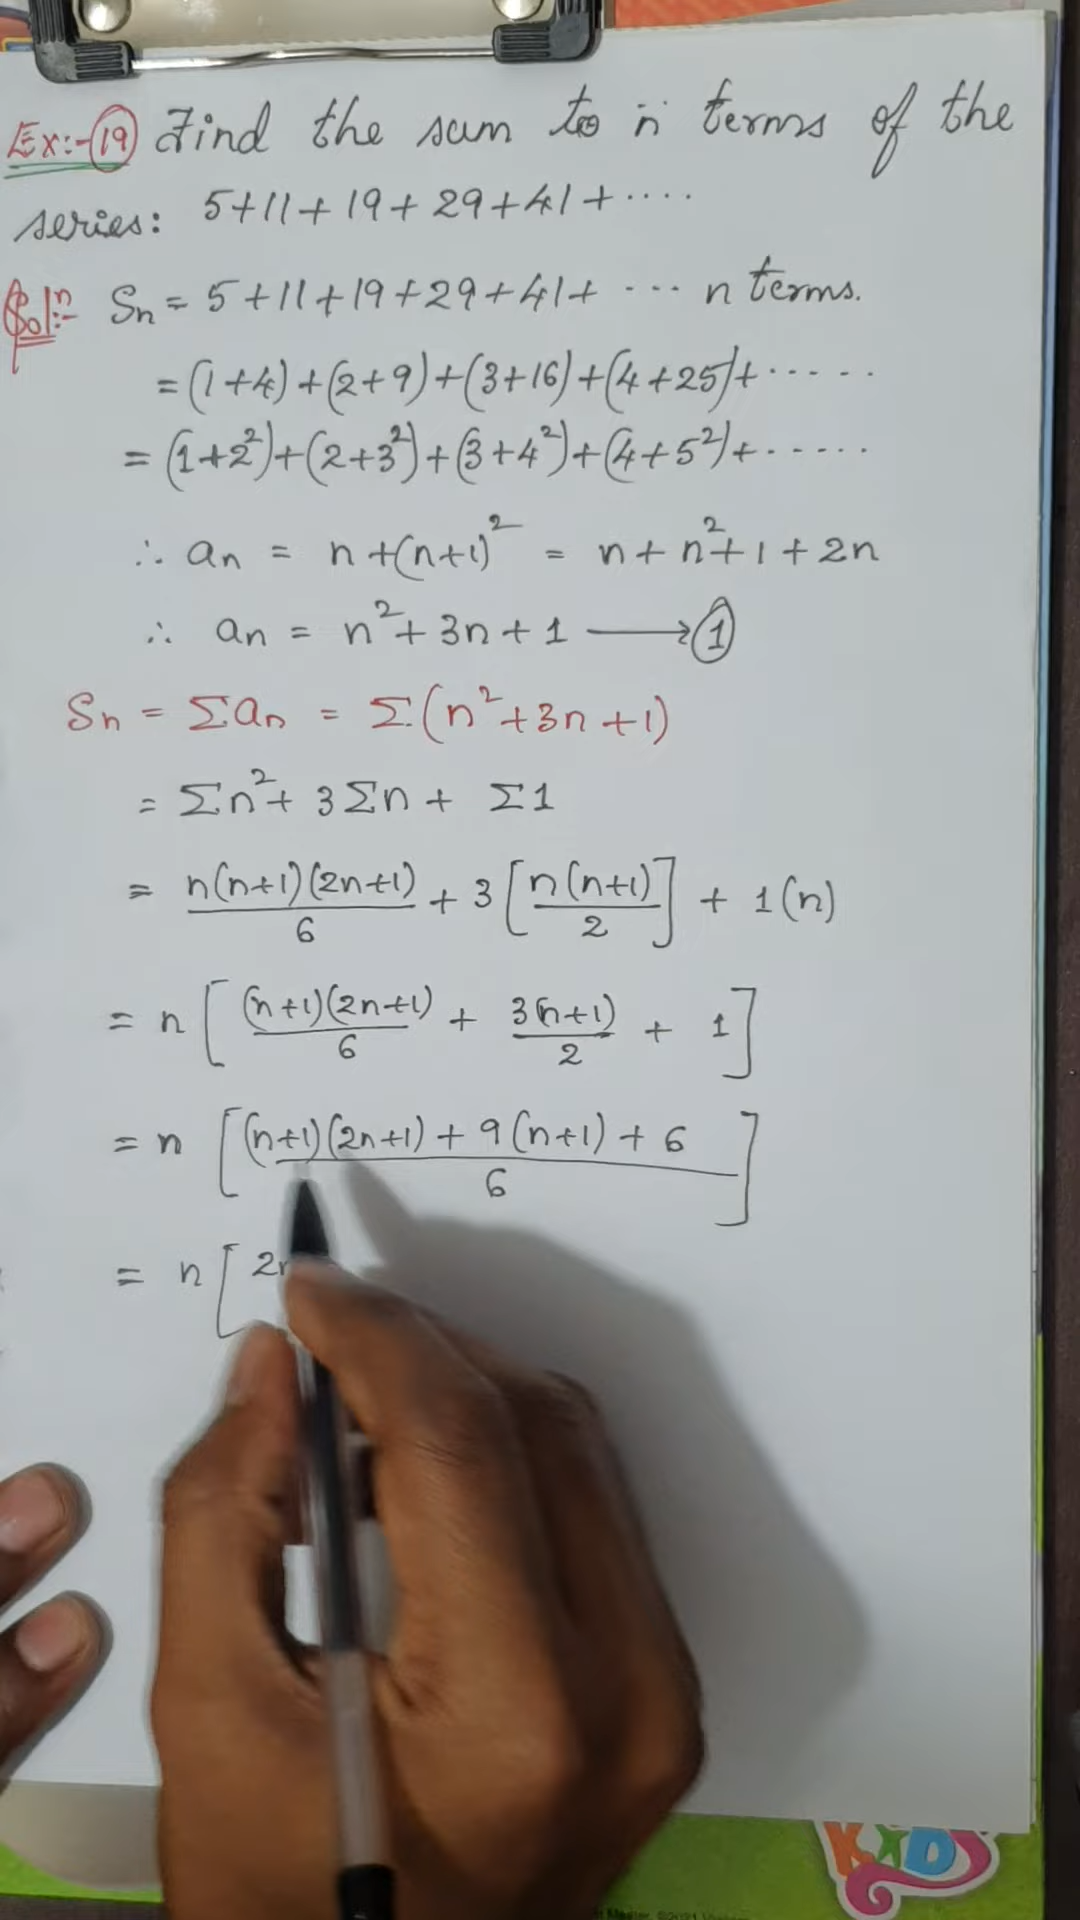 Ex:-(19) Find the sum to 'n' terms of the
series: 5+11+19+29+41+....
Solⁿ:- Sn = 5+11+19+29+41+ ... n terms.
= (1+4)+(2+9)+(3+16)+(4+25)+.....
= (1+2²)+(2+3²)+(3+4²)+(4+5²)+......
∴ an = n+(n+1)² = n+n²+1+2n
∴ an = n²+3n+1 ⟶ ①
Sn = Σan = Σ(n²+3n+1)
= Σn²+ 3Σn + Σ1
= n(n+1)(2n+1)/6 + 3[n(n+1)/2] + 1(n)
= n[(n+1)(2n+1)/6 + 3(n+1)/2 + 1]
= n[(n+1)(2n+1)+9(n+1)+6/6]
= n[2n
KiDS